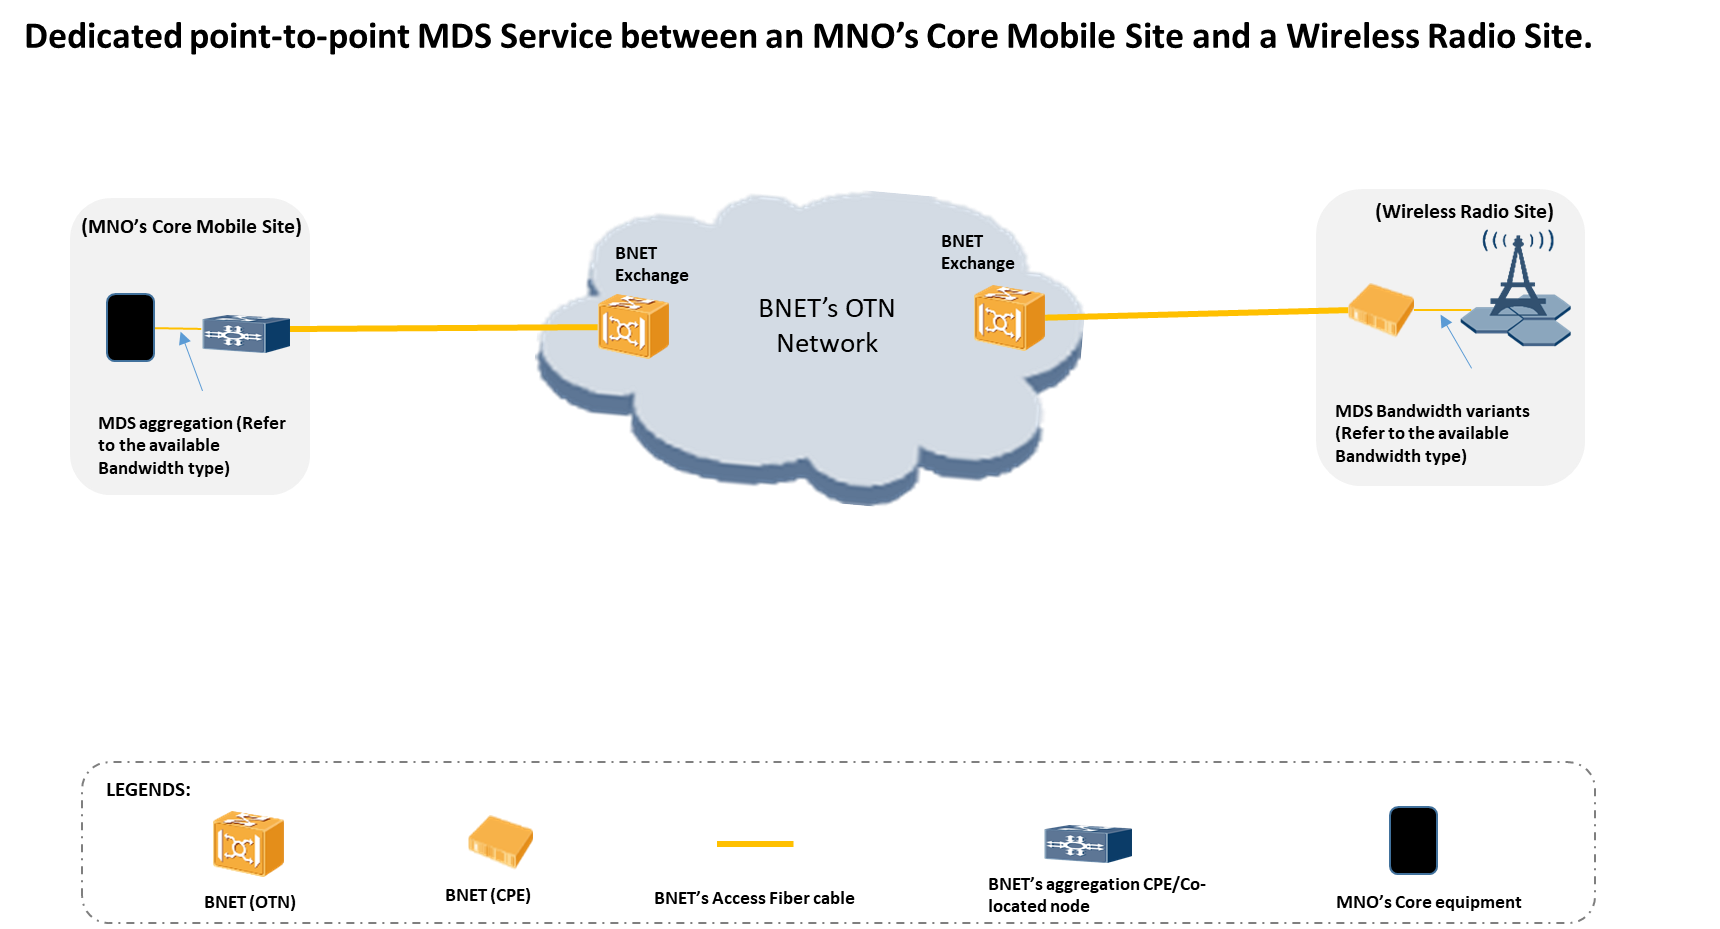 Dedicated point-to-point MDS Service between an MNO’s Core Mobile Site and a Wireless Radio Site.
(MNO’s Core Mobile Site)
MDS aggregation (Refer
to the available
Bandwidth type)
BNET
Exchange
BNET’s OTN
Network
BNET
Exchange
(Wireless Radio Site)
MDS Bandwidth variants
(Refer to the available
Bandwidth type)
LEGENDS:
BNET (OTN)
BNET (CPE)
BNET’s Access Fiber cable
BNET’s aggregation CPE/Co-
located node
MNO’s Core equipment